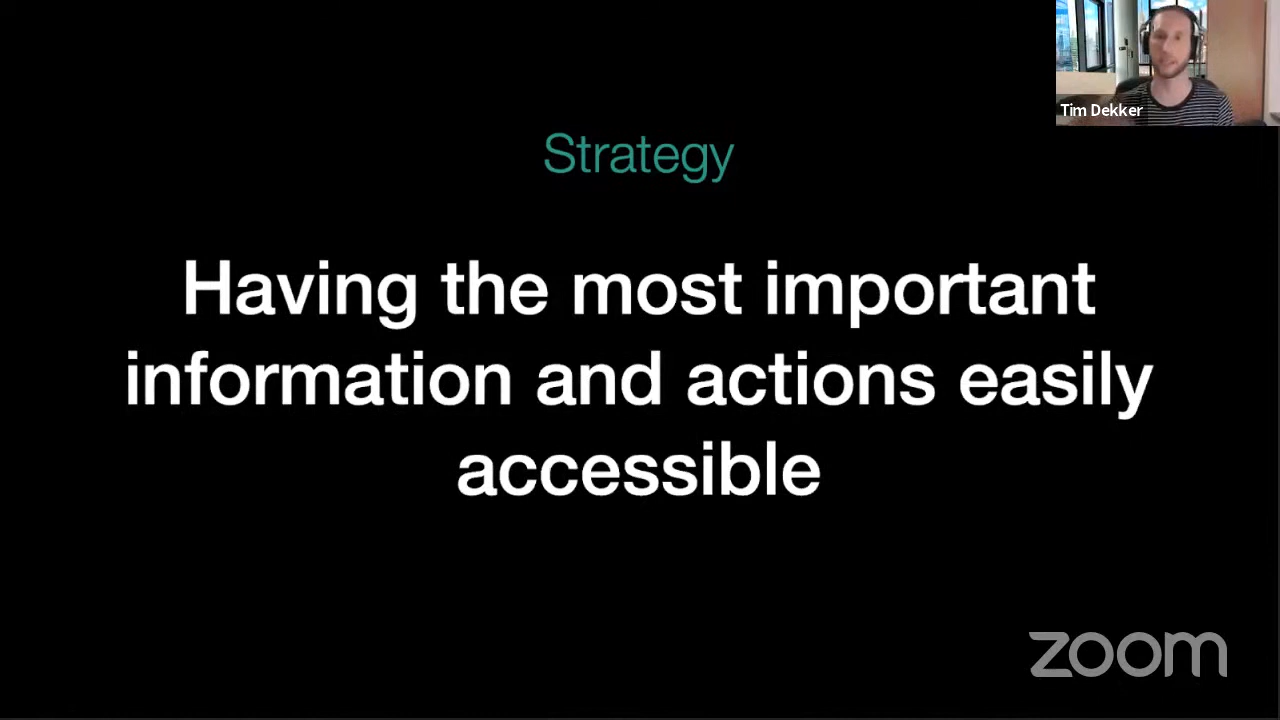 Tim Dekker
Strategy
Having the most important
information and actions easily
accessible
zoom